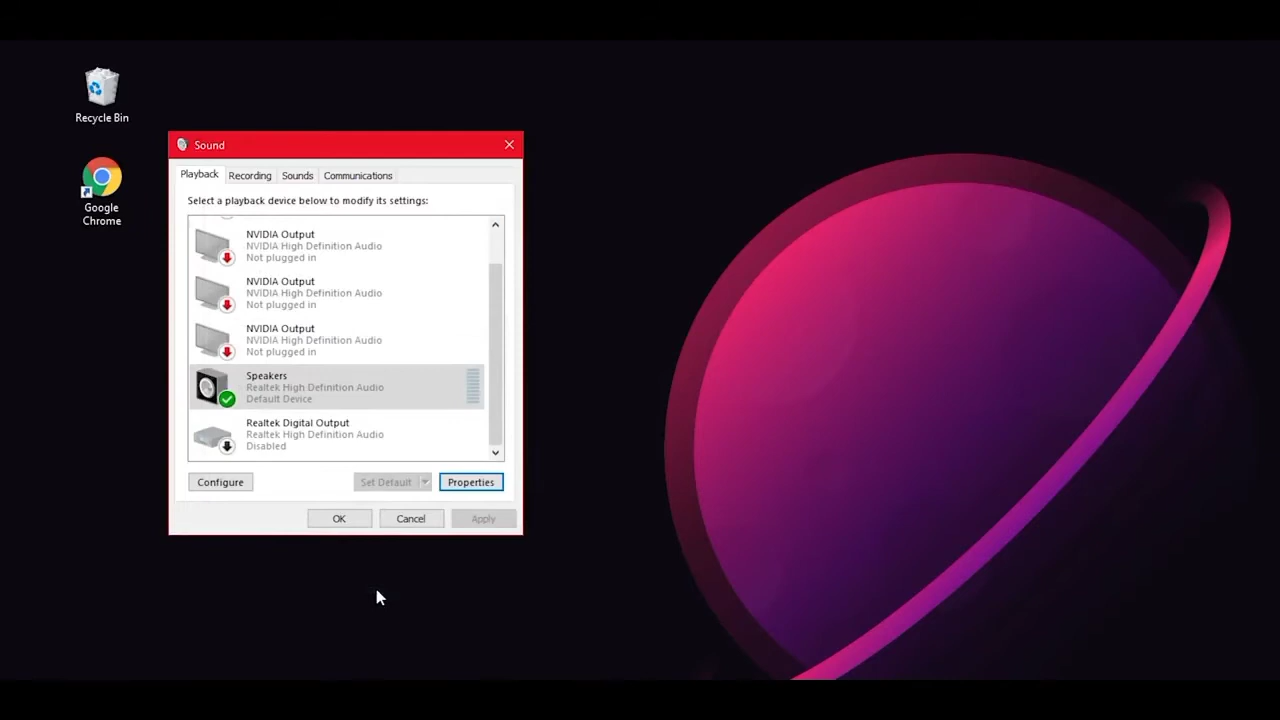 Recycle Bin
Google
Chrome
Sound
Playback
Recording
Sounds
Communications
Select a playback device below to modify its settings:
NVIDIA Output
NVIDIA High Definition Audio
Not plugged in
NVIDIA Output
NVIDIA High Definition Audio
Not plugged in
NVIDIA Output
NVIDIA High Definition Audio
Not plugged in
Speakers
Realtek High Definition Audio
Default Device
Realtek Digital Output
Realtek High Definition Audio
Disabled
Configure
Set Default
Properties
OK
Cancel
Apply